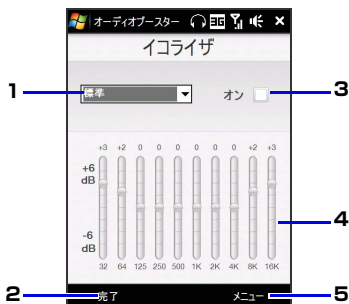 オーディオブースター 3G
イコライザ
1 標準 オン 3
+3 +2 0 0 0 0 0 0 +2 +3
+6
dB
4
-6
dB
32 64 125 250 500 1K 2K 4K 8K 16K
2 完了 メニュー 5